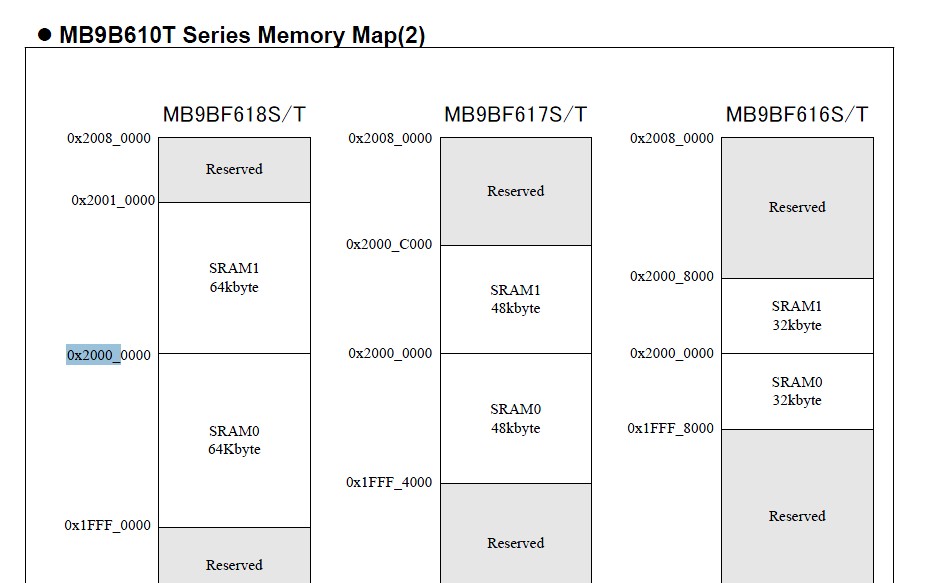 ● MB9B610T Series Memory Map(2)
MB9BF618S/T
0x2008_0000
Reserved
0x2001_0000
SRAM1
64kbyte
0x2000_0000
SRAM0
64Kbyte
0x1FFF_0000
Reserved
MB9BF617S/T
0x2008_0000
Reserved
0x2000_C000
SRAM1
48kbyte
0x2000_0000
SRAM0
48kbyte
0x1FFF_4000
Reserved
MB9BF616S/T
0x2008_0000
Reserved
0x2000_8000
SRAM1
32kbyte
0x2000_0000
SRAM0
32kbyte
0x1FFF_8000
Reserved